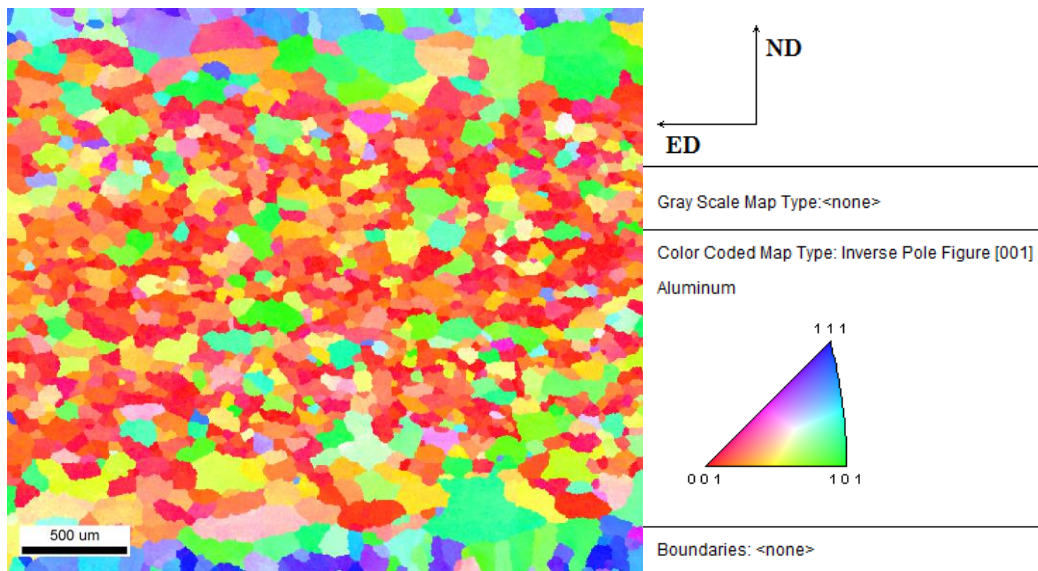 ND
ED
Gray Scale Map Type:<none>
Color Coded Map Type: Inverse Pole Figure [001]
Aluminum
1 1 1
0 0 1
1 0 1
500 um
Boundaries: <none>